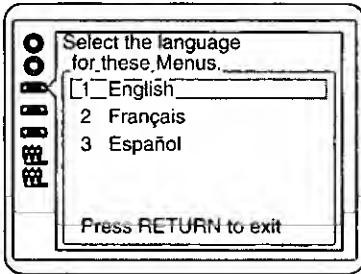 Select the language
for these Menus.
1 English
2 Français
3 Español
Press RETURN to exit